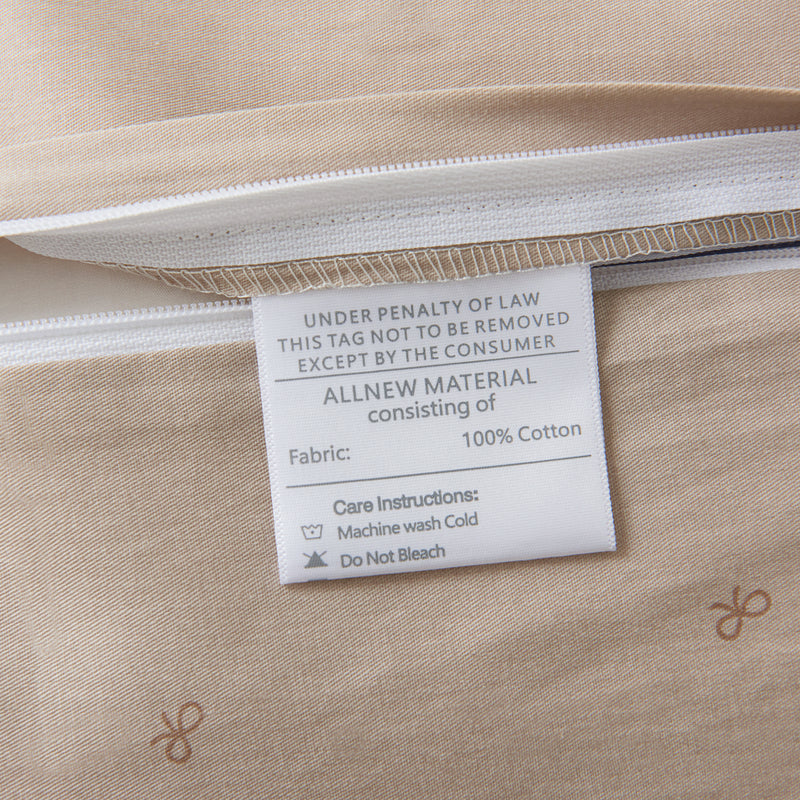 UNDER PENALTY OF LAW
THIS TAG NOT TO BE REMOVED
EXCEPT BY THE CONSUMER
ALLNEW MATERIAL
consisting of
Fabric: 100% Cotton
Care Instructions:
Machine wash Cold
Do Not Bleach